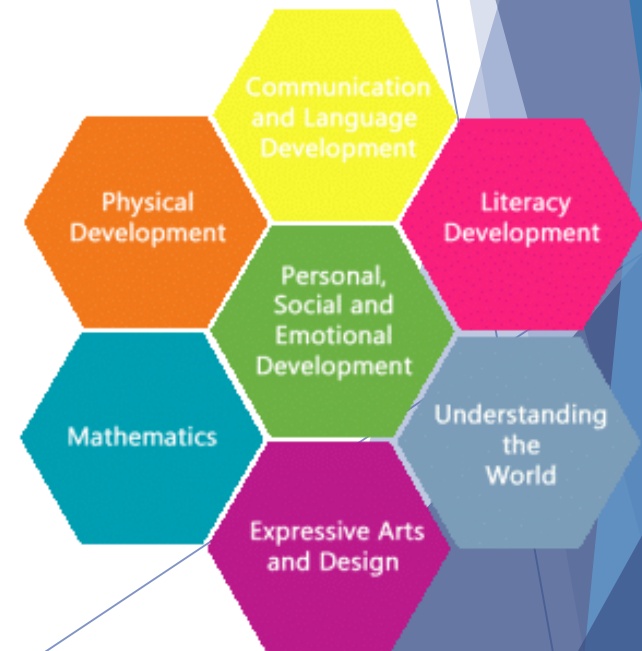 Communication
and Language
Development
Physical
Development
Literacy
Development
Personal,
Social and
Emotional
Development
Mathematics
Understanding
the
World
Expressive Arts
and Design